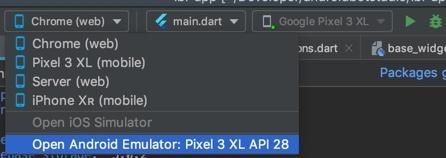 Chrome (web)
main.dart
Google Pixel 3 XL
Chrome (web)
Pixel 3 XL (mobile)
Server (web)
iPhone XR (mobile)
Open iOS Simulator
Open Android Emulator: Pixel 3 XL API 28
ons.dart
base_widge
Packages g